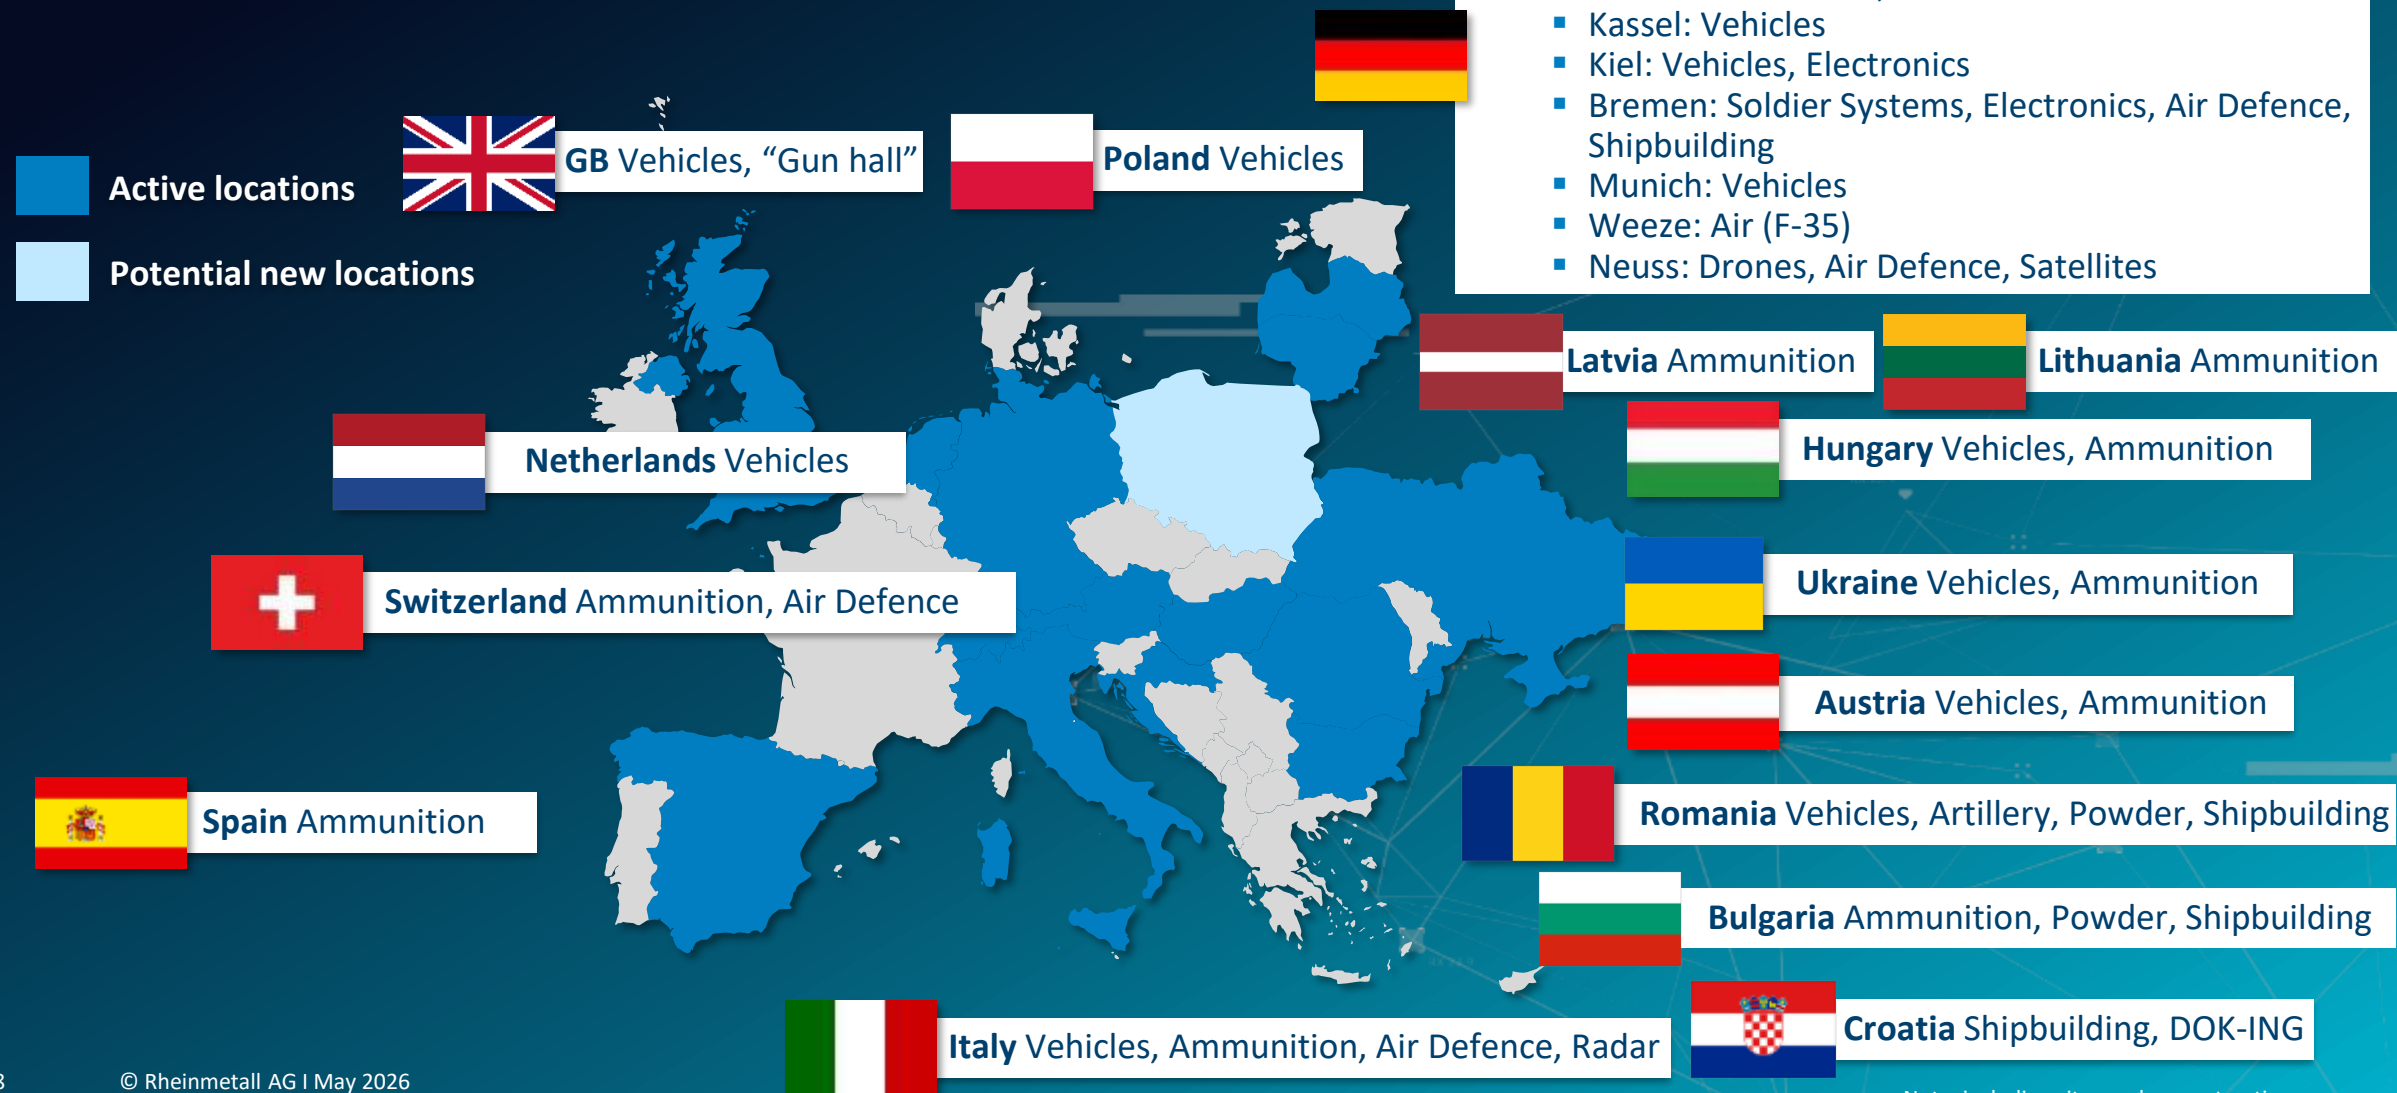 Kassel: Vehicles
Kiel: Vehicles, Electronics
Bremen: Soldier Systems, Electronics, Air Defence,
Shipbuilding
Munich: Vehicles
Weeze: Air (F-35)
Neuss: Drones, Air Defence, Satellites
GB Vehicles, “Gun hall”
Poland Vehicles
Active locations
Potential new locations
Latvia Ammunition
Lithuania Ammunition
Netherlands Vehicles
Hungary Vehicles, Ammunition
Switzerland Ammunition, Air Defence
Ukraine Vehicles, Ammunition
Austria Vehicles, Ammunition
Spain Ammunition
Romania Vehicles, Artillery, Powder, Shipbuilding
Bulgaria Ammunition, Powder, Shipbuilding
Croatia Shipbuilding, DOK-ING
Italy Vehicles, Ammunition, Air Defence, Radar
© Rheinmetall AG I May 2026